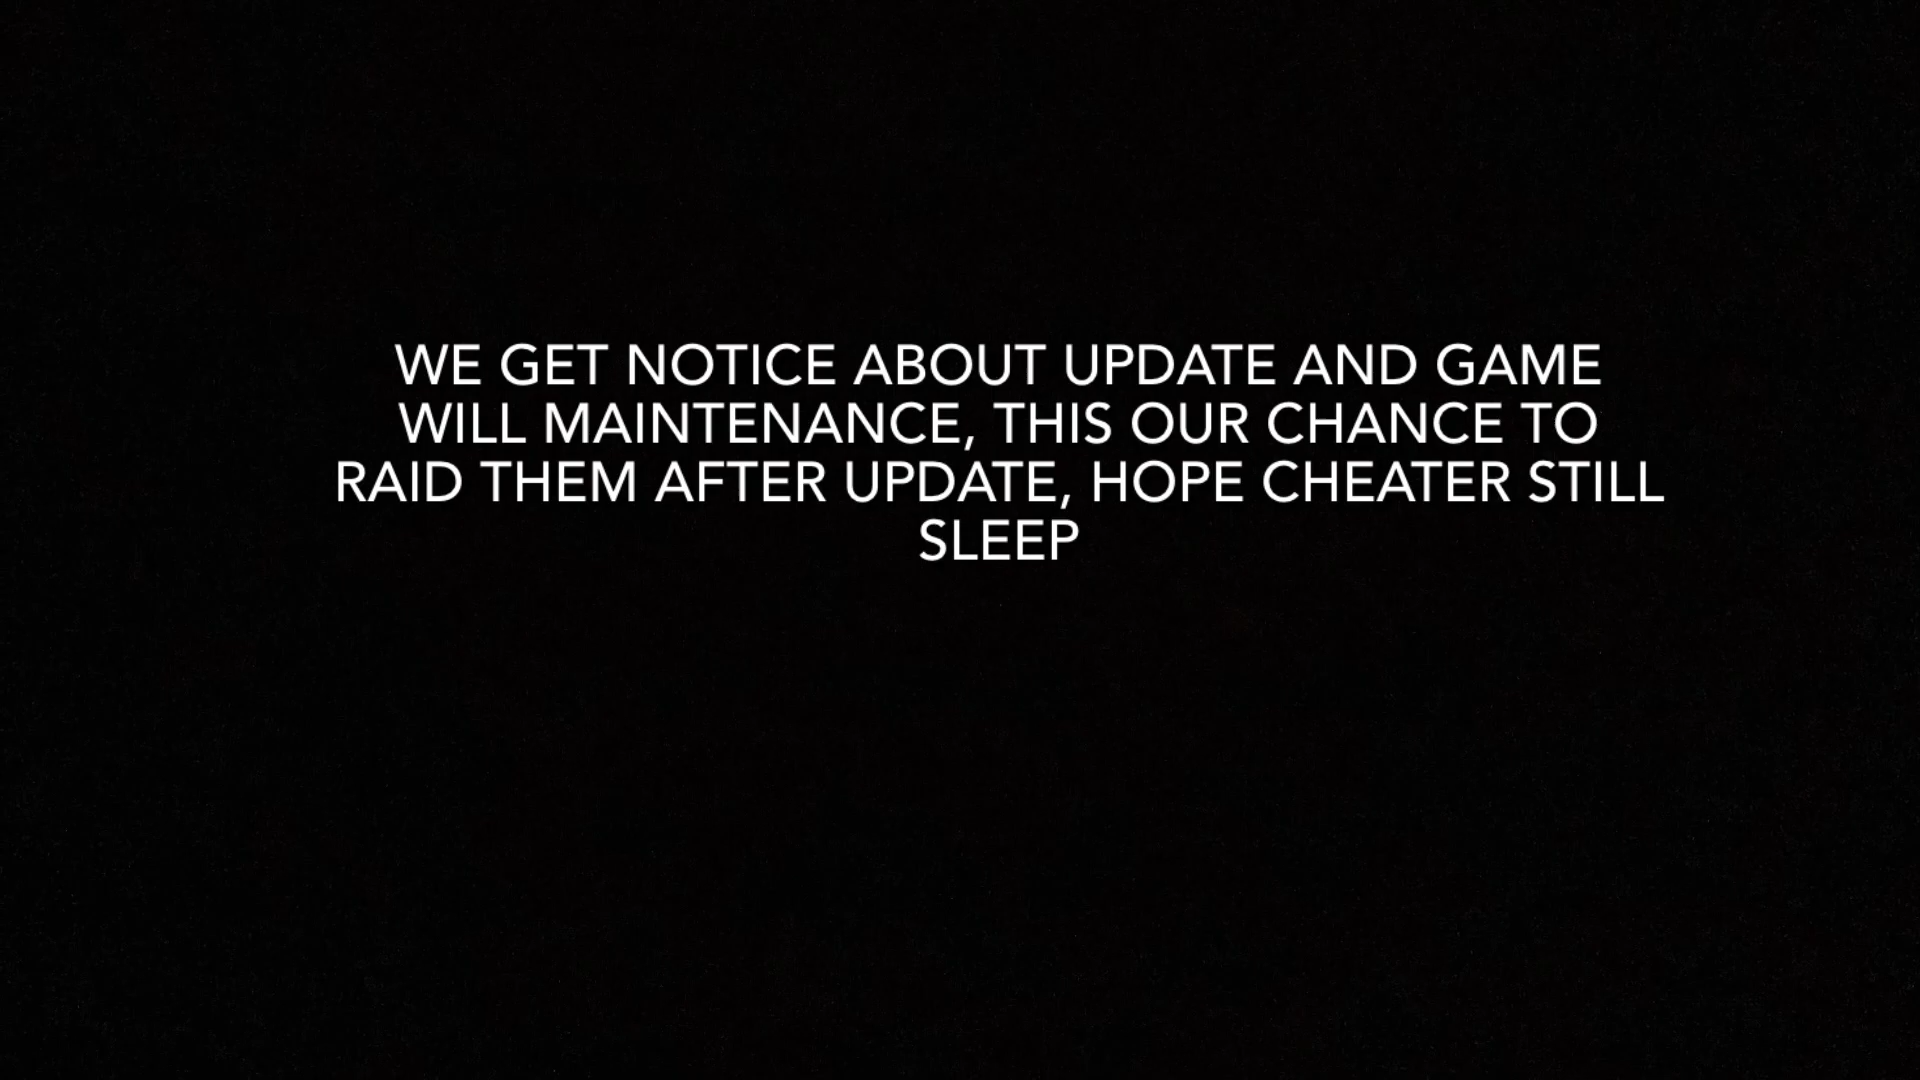 WE GET NOTICE ABOUT UPDATE AND GAME
WILL MAINTENANCE, THIS OUR CHANCE TO
RAID THEM AFTER UPDATE, HOPE CHEATER STILL
SLEEP